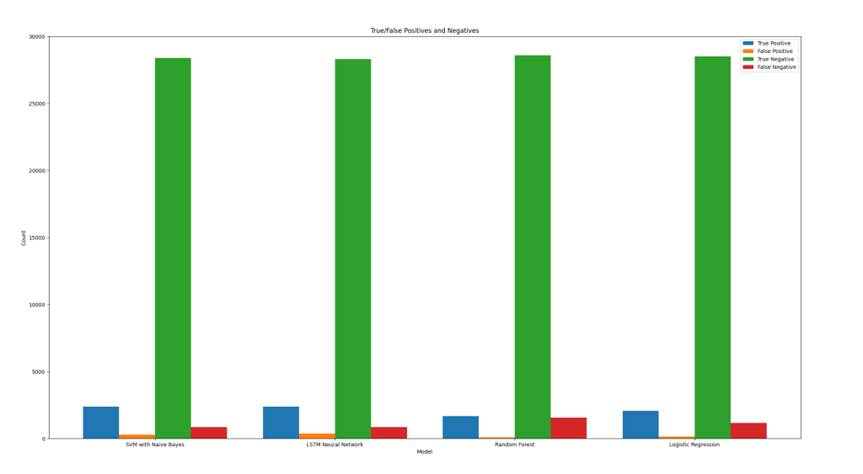 True/False Positives and Negatives
30000
25000
20000
15000
10000
5000
0
Count
True Positive
False Positive
True Negative
False Negative
SVM with Naive Bayes
LSTM Neural Network
Random Forest
Logistic Regression
Model